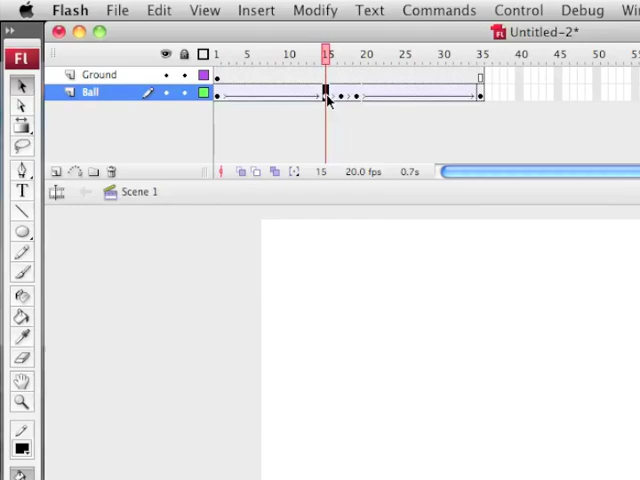 Flash File Edit View Insert Modify Text Commands Control Debug
Untitled-2*
Fl
1 5 10 15 20 25 30 35 40 45 50
Ground
Ball
15 20.0 fps 0.7s
T
Scene 1